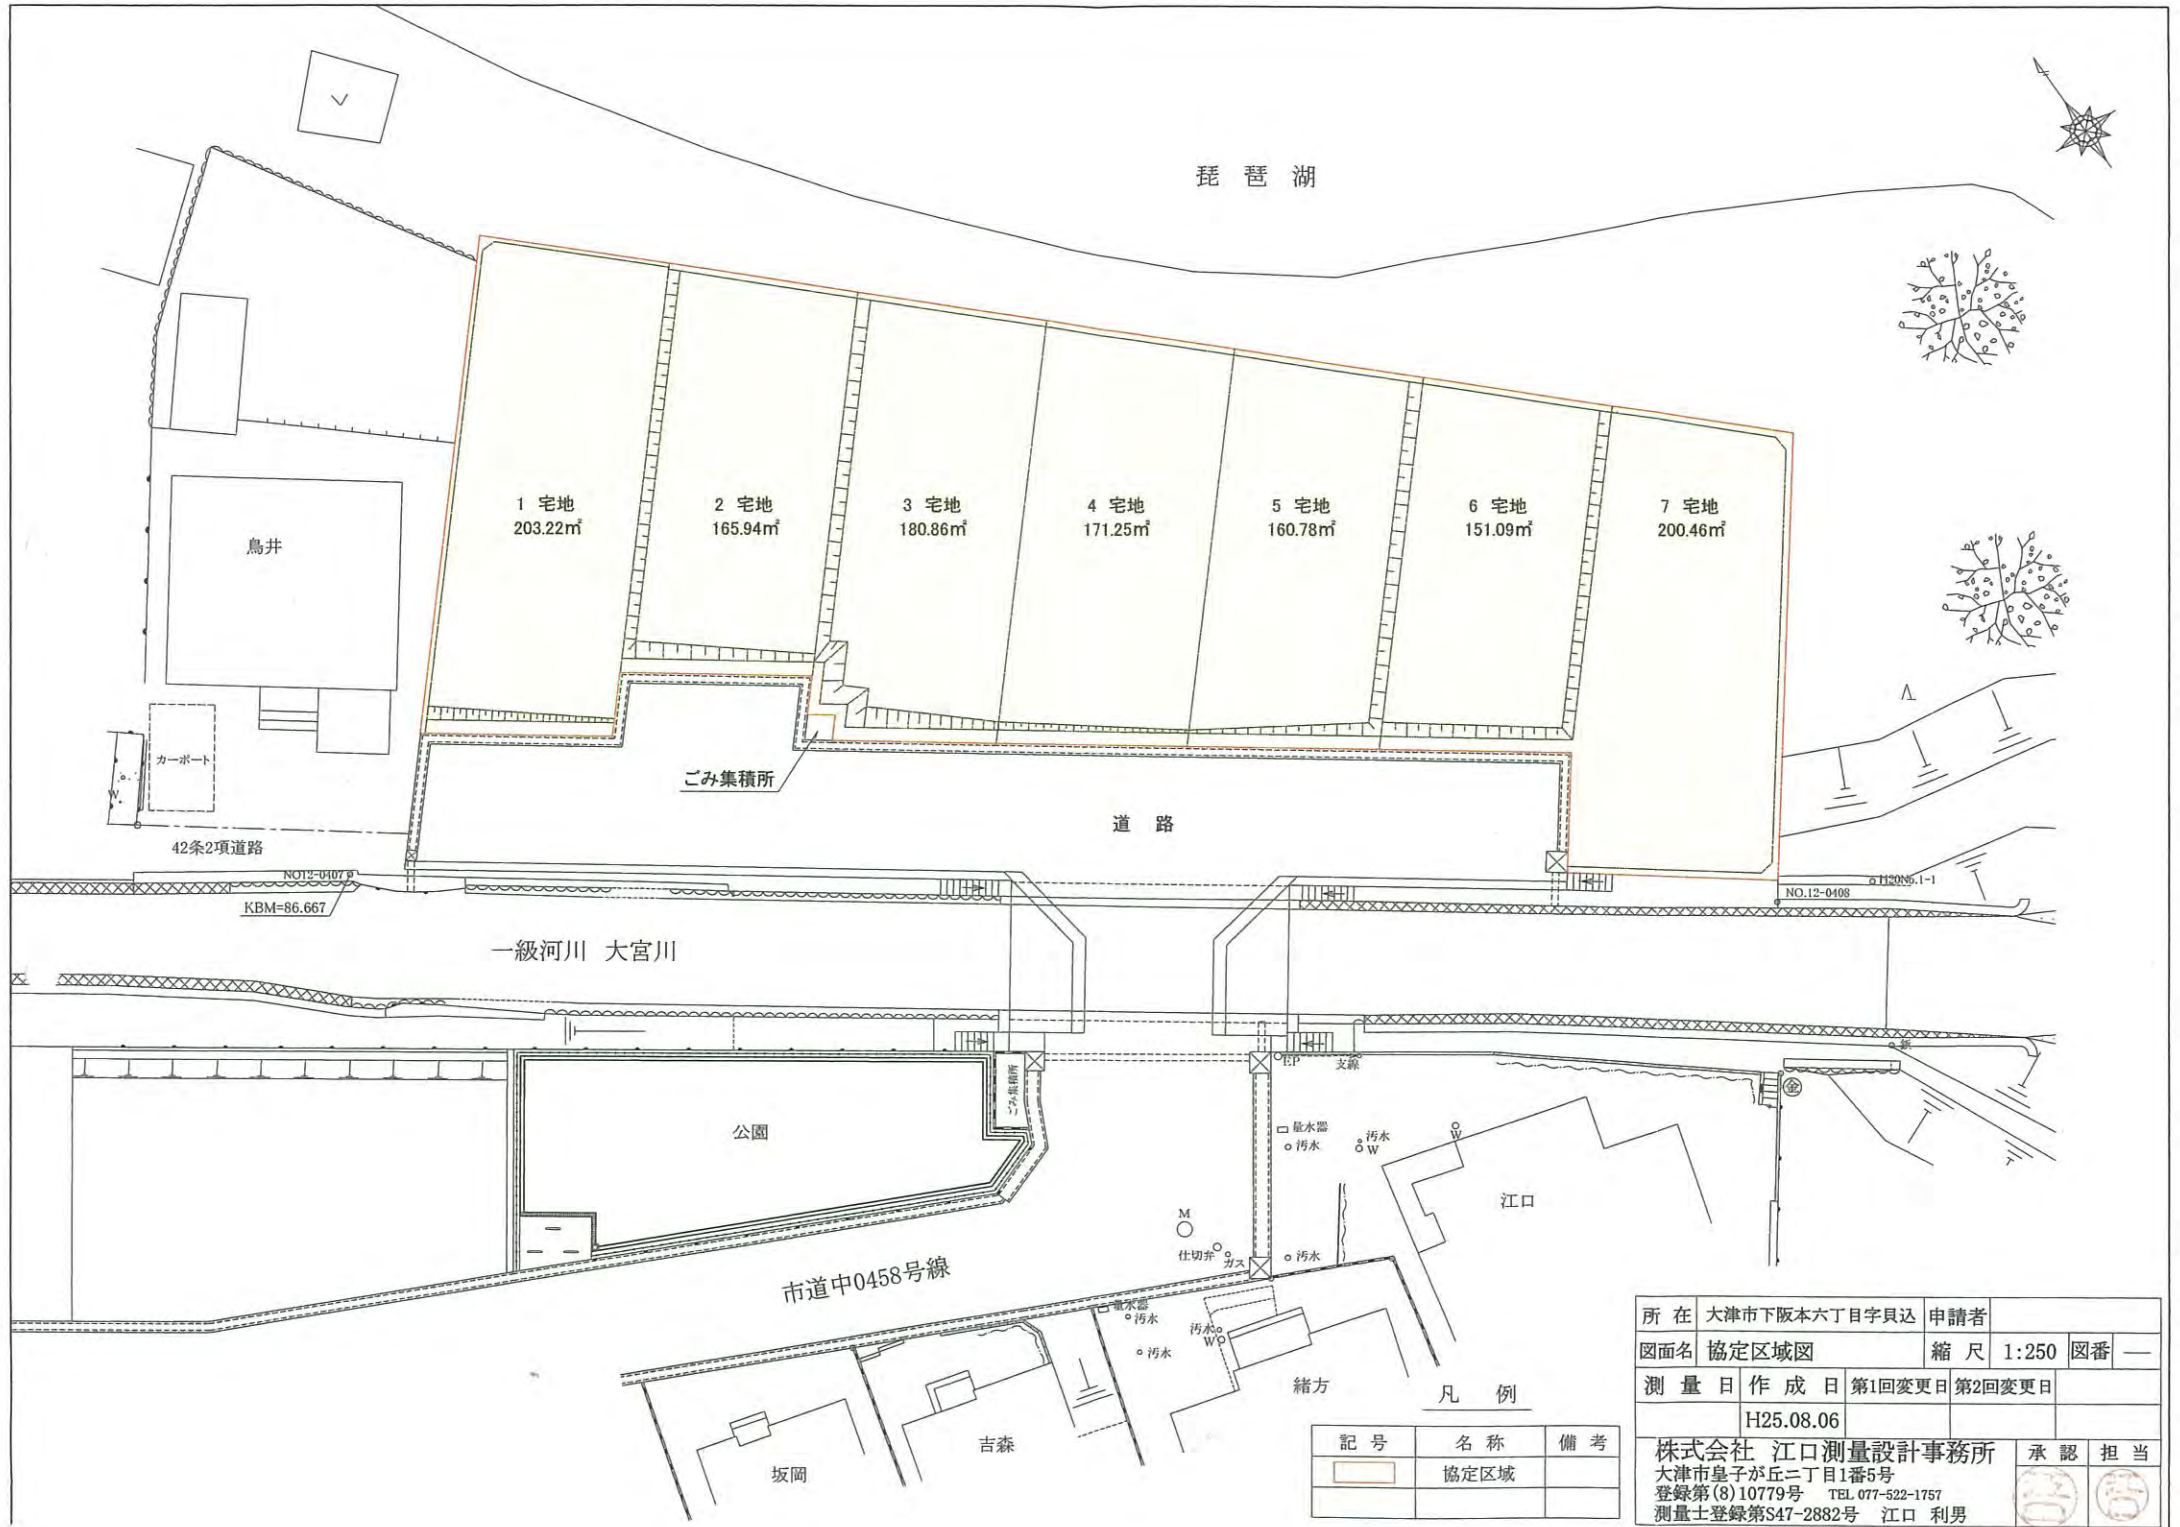 琵琶湖
1 宅地
203.22㎡
2 宅地
165.94㎡
3 宅地
180.86㎡
4 宅地
171.25㎡
5 宅地
160.78㎡
6 宅地
151.09㎡
7 宅地
200.46㎡
鳥井
カーポート
W
ごみ集積所
道 路
42条2項道路
NO12-0407
KBM=86.667
H20No.1-1
NO.12-0408
一級河川 大宮川
EP
支線
鋲
金
ごみ集積所
公園
量水器
汚水
汚水
W
W
江口
M
仕切弁
ガス
汚水
市道中0458号線
量水器
汚水
汚水
W
汚水
緒方
吉森
坂岡
凡 例
記 号 名 称 備 考
協定区域
所 在 大津市下阪本六丁目字貝込 申請者
図面名 協定区域図 縮 尺 1:250 図番 ―
測 量 日 作 成 日 第1回変更日 第2回変更日
H25.08.06
株式会社 江口測量設計事務所 承 認 担 当
大津市皇子が丘二丁目1番5号
登録第(8)10779号 TEL 077-522-1757
測量士登録第S47-2882号 江口 利男